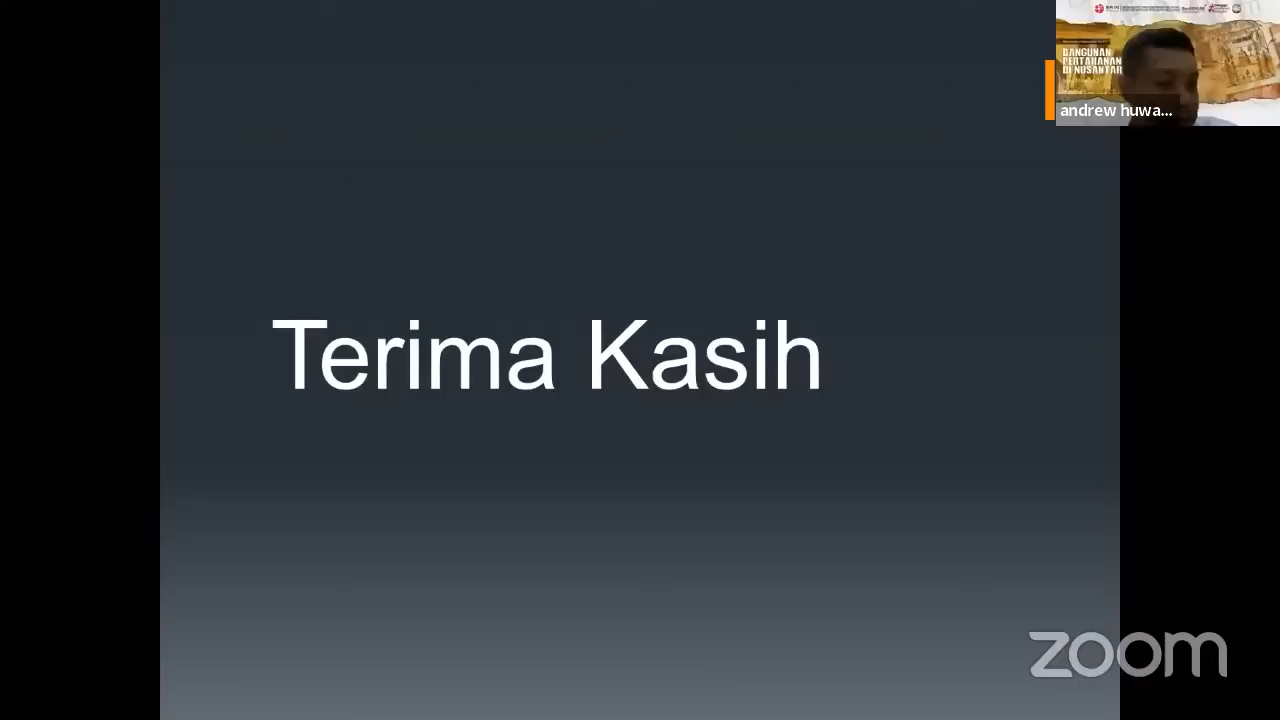 BANGUNAN
PERTAHANAN
DI NUSANTAR
andrew huwa...
Terima Kasih
zoom